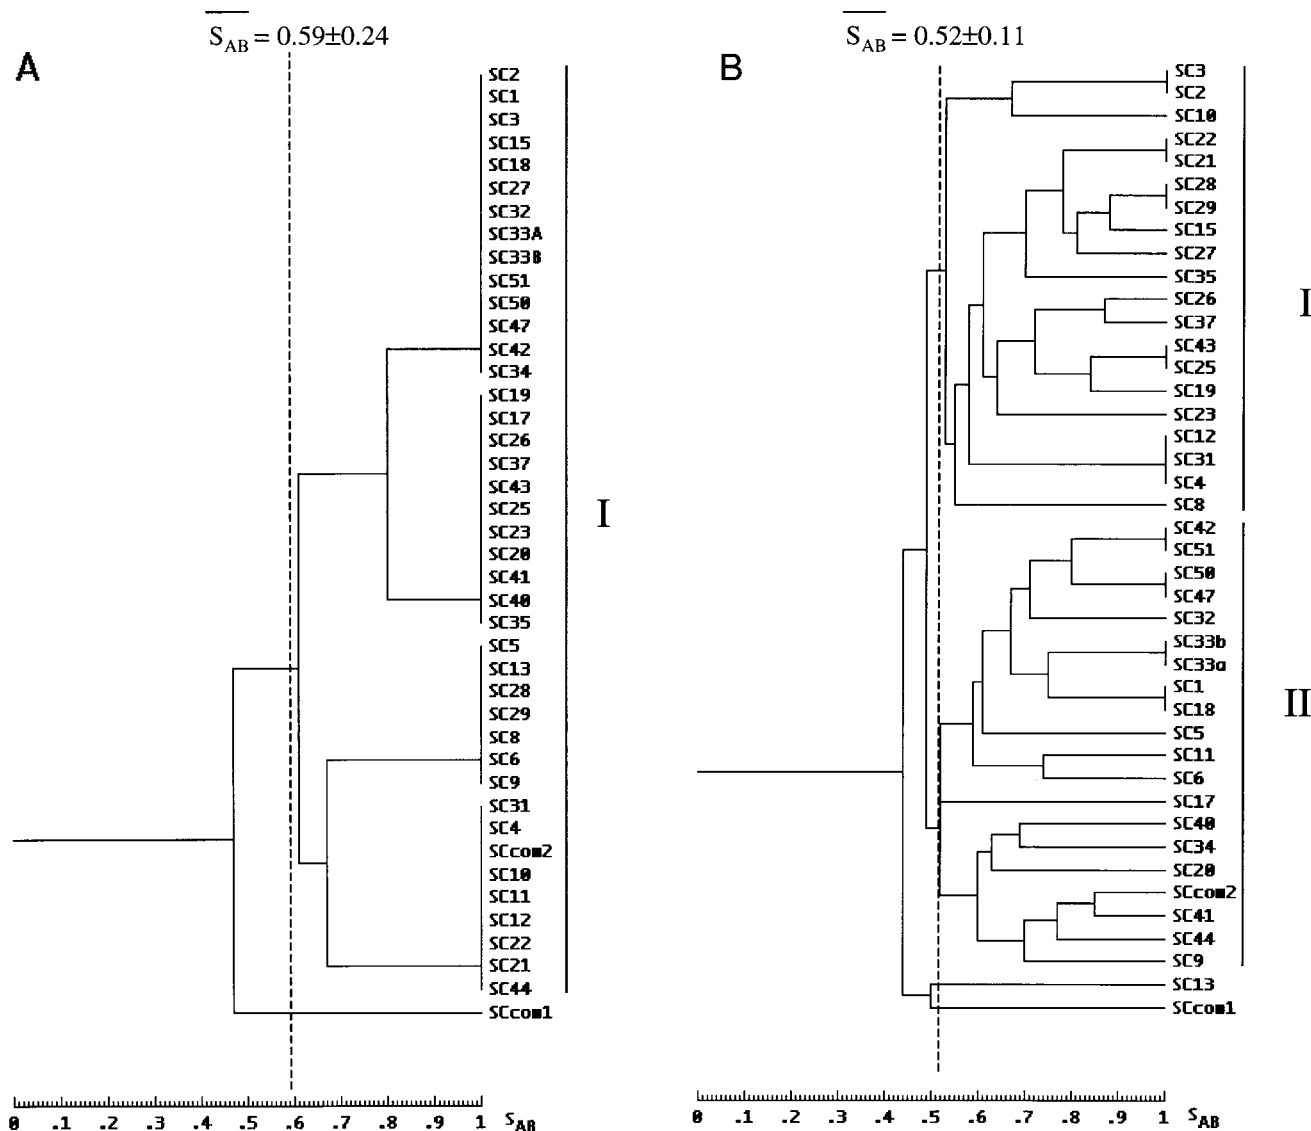 S̅AB = 0.59±0.24
A
SC2
SC1
SC3
SC15
SC18
SC27
SC32
SC33A
SC33B
SC51
SC50
SC47
SC42
SC34
SC19
SC17
SC26
SC37
SC43
SC25
SC23
SC20
SC41
SC40
SC35
SC5
SC13
SC28
SC29
SC8
SC6
SC9
SC31
SC4
SCcom2
SC10
SC11
SC12
SC22
SC21
SC44
SCcom1
I
0 .1 .2 .3 .4 .5 .6 .7 .8 .9 1 SAB
S̅AB = 0.52±0.11
B
SC3
SC2
SC10
SC22
SC21
SC28
SC29
SC15
SC27
SC35
SC26
SC37
SC43
SC25
SC19
SC23
SC12
SC31
SC4
SC8
SC42
SC51
SC50
SC47
SC32
SC33b
SC33a
SC1
SC18
SC5
SC11
SC6
SC17
SC40
SC34
SC20
SCcom2
SC41
SC44
SC9
SC13
SCcom1
I
II
0 .1 .2 .3 .4 .5 .6 .7 .8 .9 1 SAB